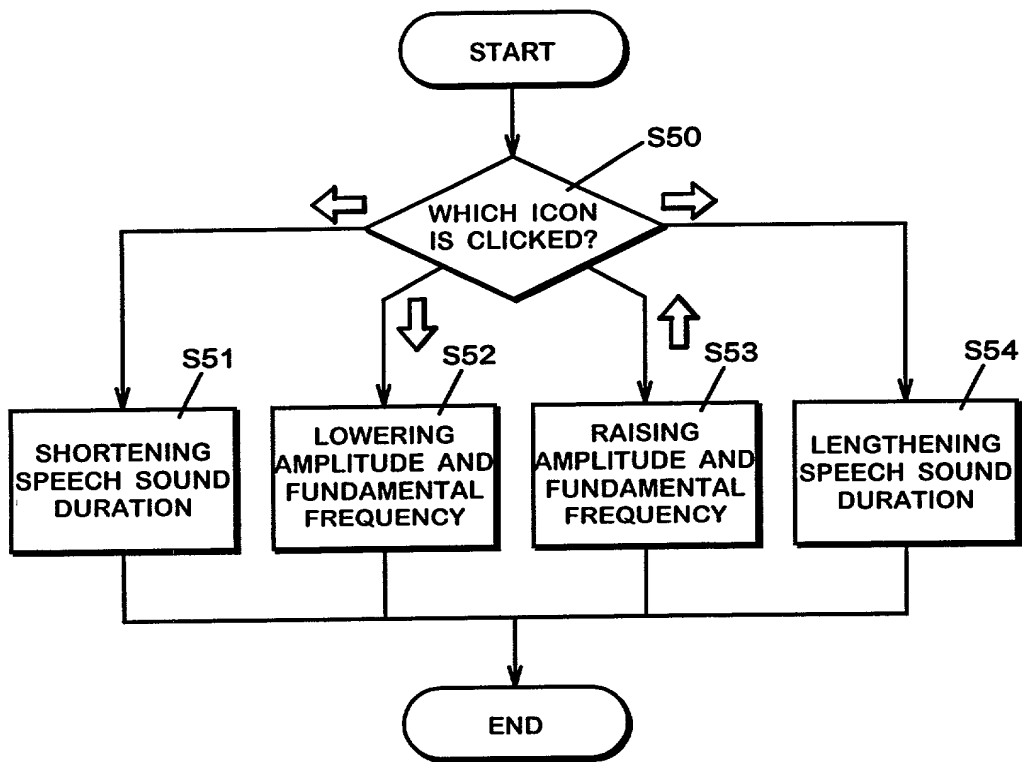 START
S50
WHICH ICON
IS CLICKED?
S51
SHORTENING
SPEECH SOUND
DURATION
S52
LOWERING
AMPLITUDE AND
FUNDAMENTAL
FREQUENCY
S53
RAISING
AMPLITUDE AND
FUNDAMENTAL
FREQUENCY
S54
LENGTHENING
SPEECH SOUND
DURATION
END